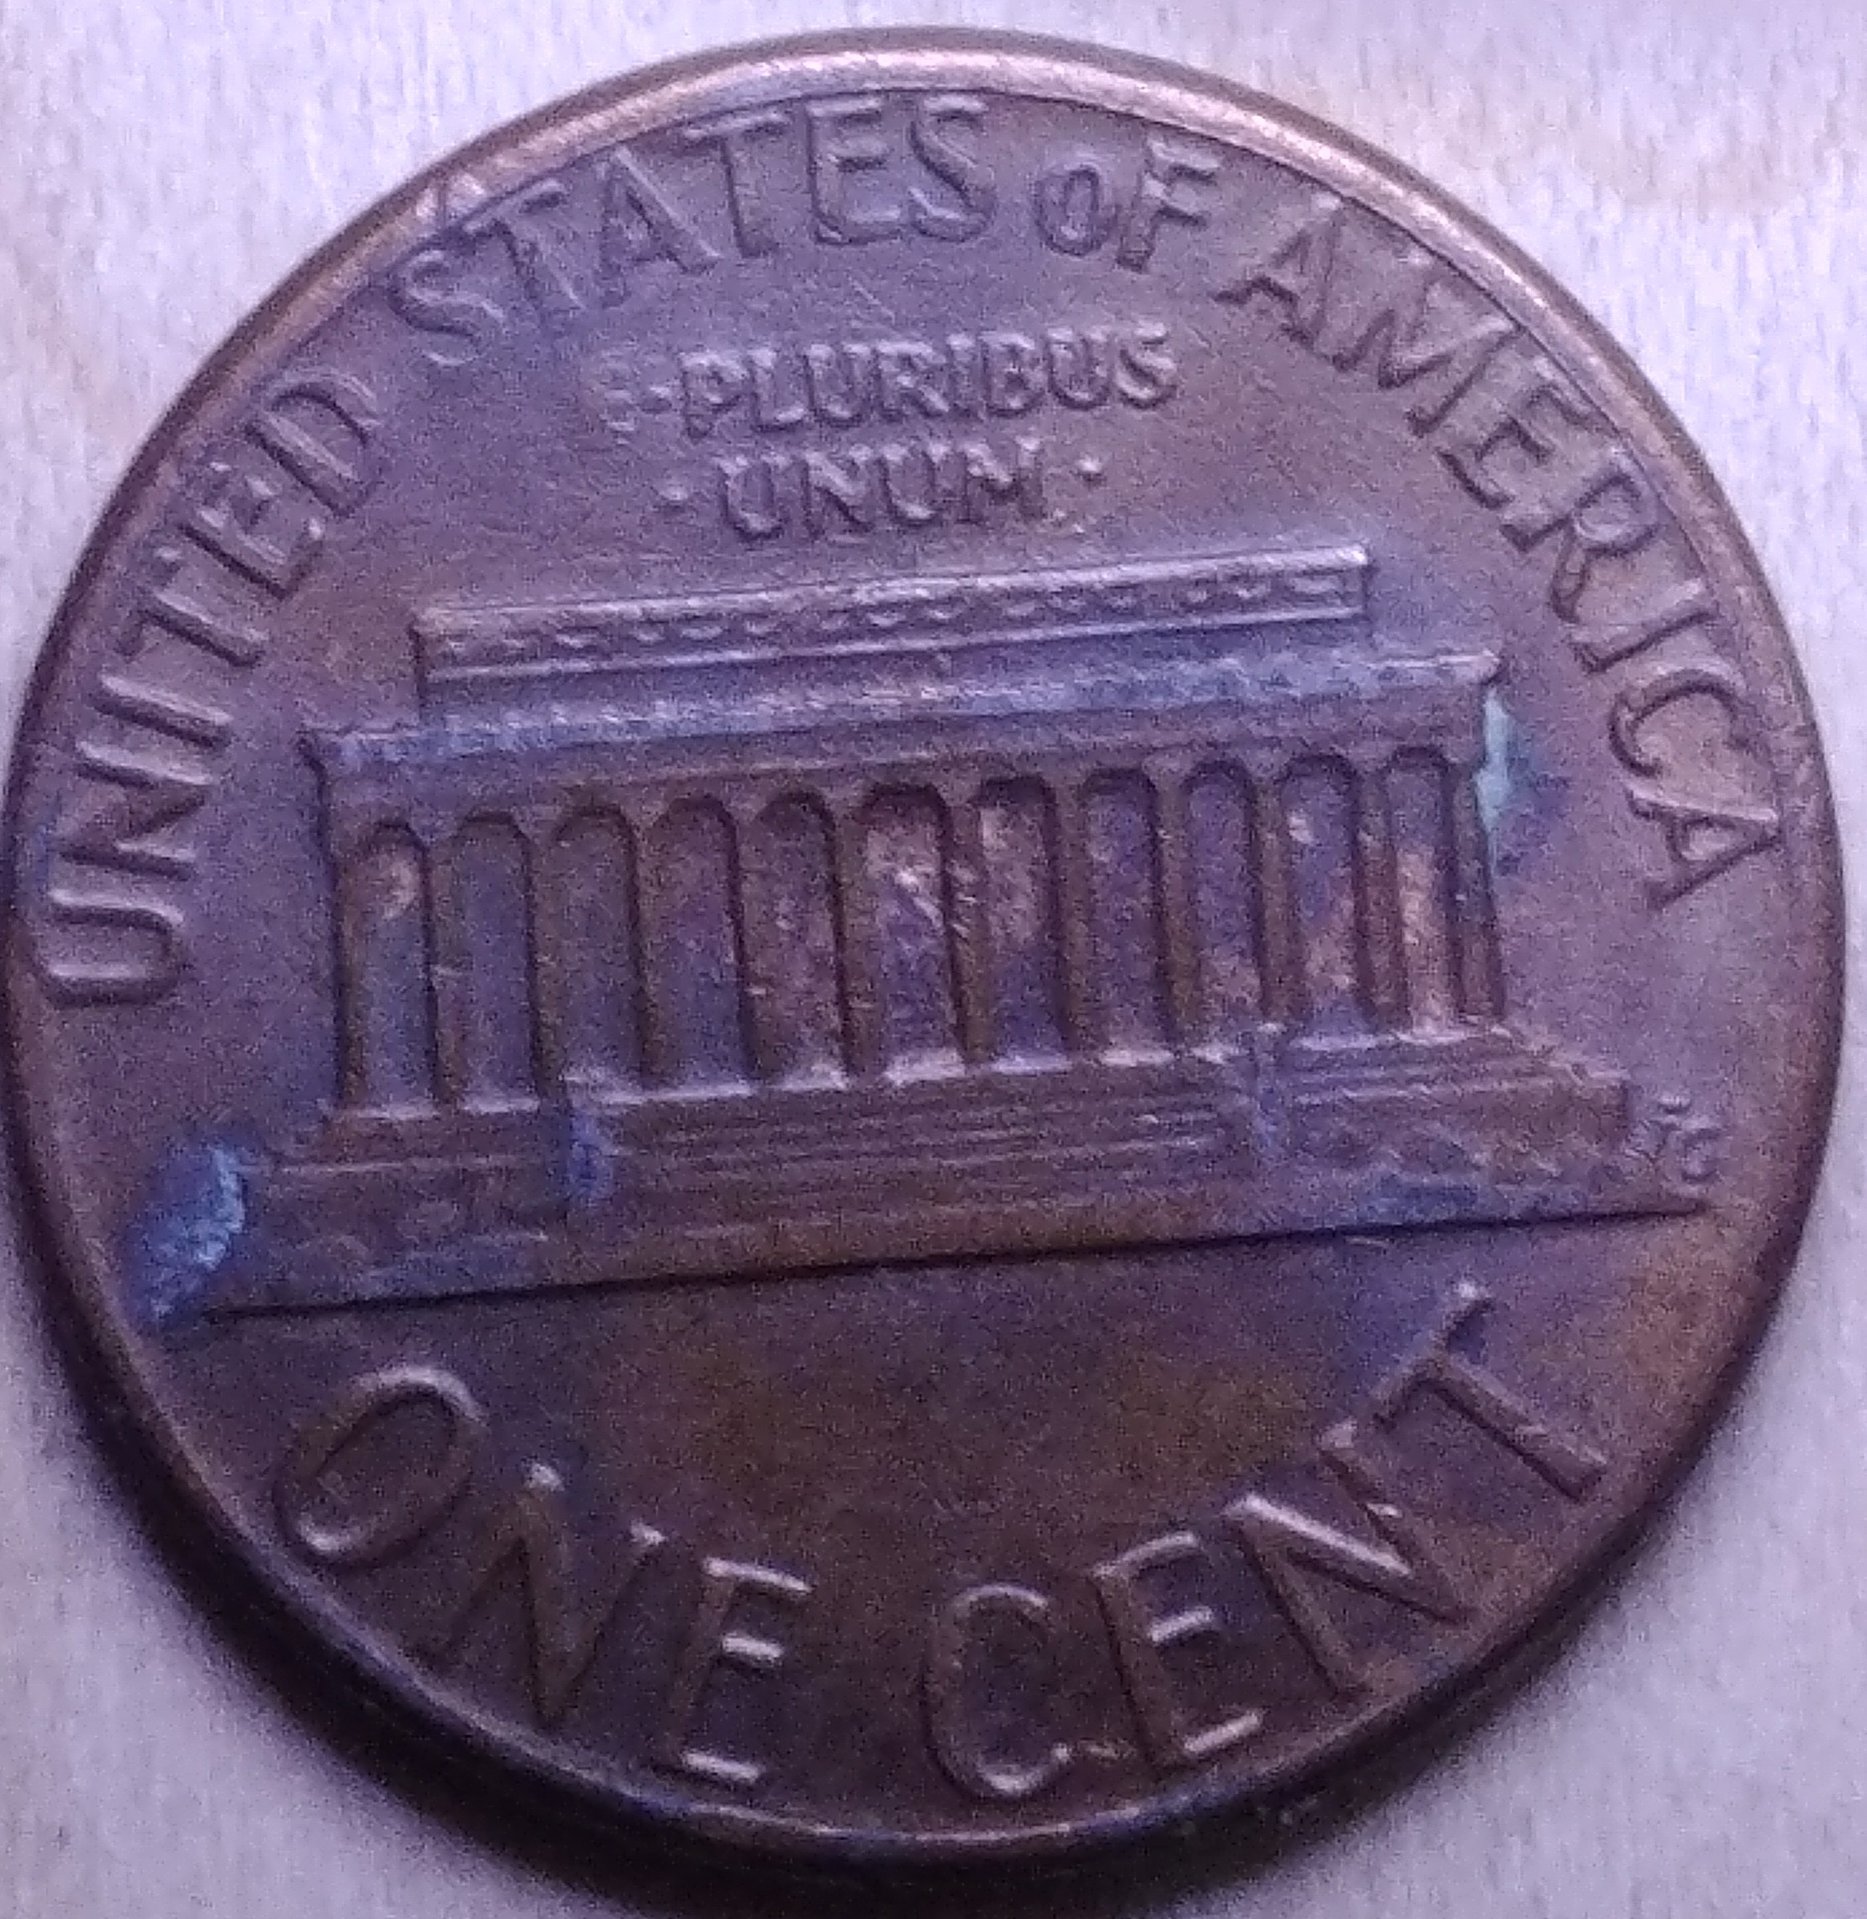 UNITED STATES OF AMERICA
E·PLURIBUS
·UNUM·
FG
ONE CENT